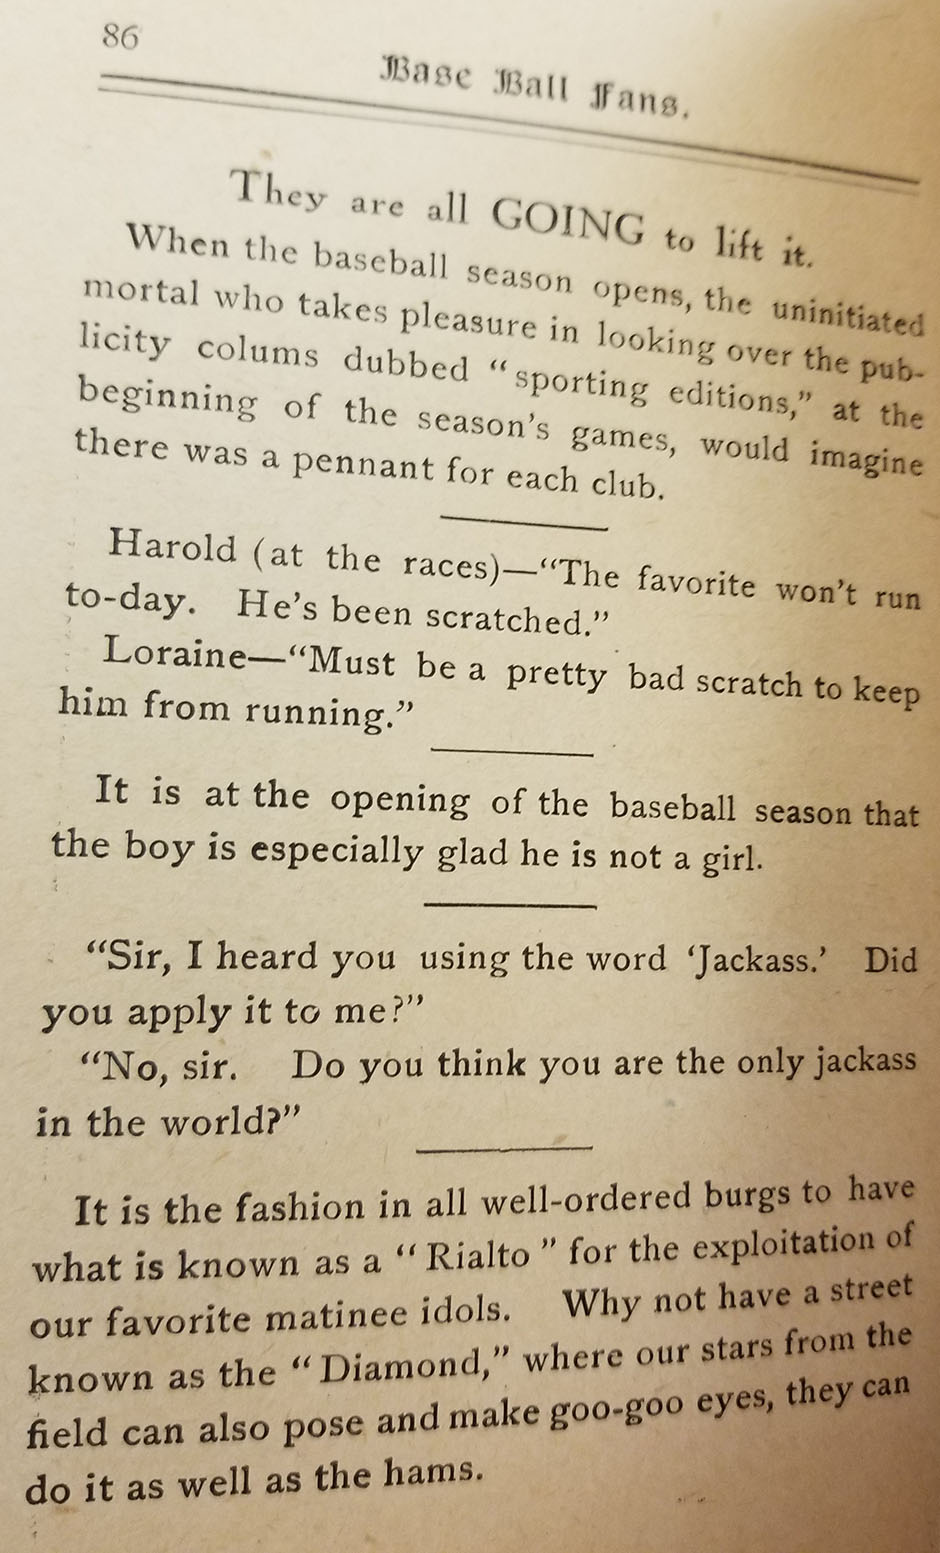 86
Base Ball Fans.
They are all GOING to lift it.
When the baseball season opens, the uninitiated
mortal who takes pleasure in looking over the pub-
licity colums dubbed “sporting editions,” at the
beginning of the season’s games, would imagine
there was a pennant for each club.
Harold (at the races)—“The favorite won’t run
to-day. He’s been scratched.”
Loraine—“Must be a pretty bad scratch to keep
him from running.”
It is at the opening of the baseball season that
the boy is especially glad he is not a girl.
“Sir, I heard you using the word ‘Jackass.’ Did
you apply it to me?”
“No, sir. Do you think you are the only jackass
in the world?”
It is the fashion in all well-ordered burgs to have
what is known as a “Rialto” for the exploitation of
our favorite matinee idols. Why not have a street
known as the “Diamond,” where our stars from the
field can also pose and make goo-goo eyes, they can
do it as well as the hams.